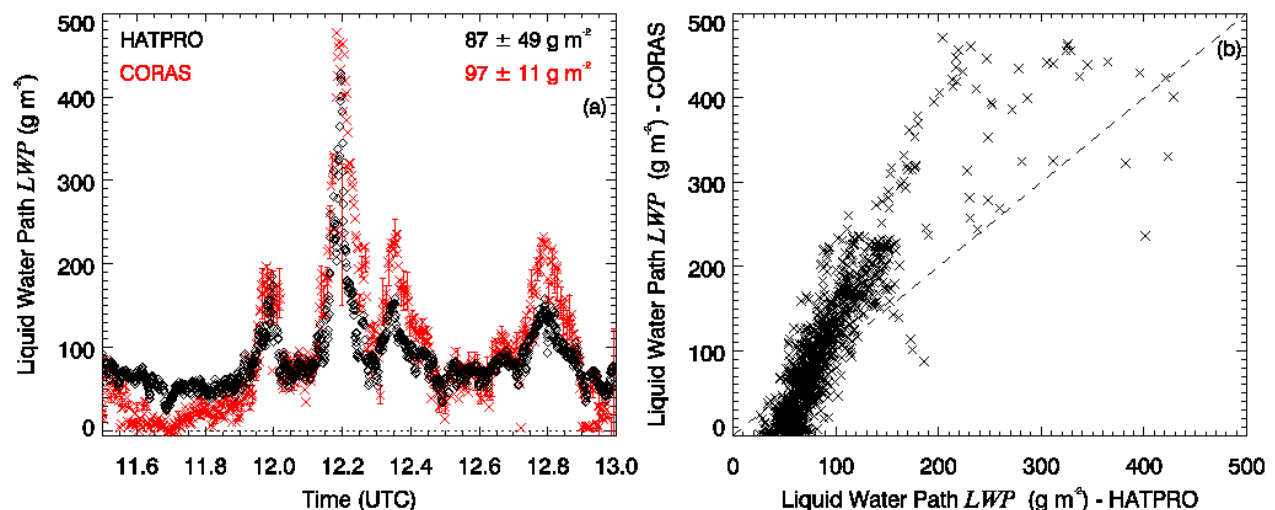 500
400
300
200
100
0
Liquid Water Path LWP (g m⁻²)
HATPRO 87 ± 49 g m⁻²
CORAS 97 ± 11 g m⁻²
(a)
11.6 11.8 12.0 12.2 12.4 12.6 12.8 13.0
Time (UTC)
500
400
300
200
100
0
Liquid Water Path LWP (g m⁻²) - CORAS
(b)
0 100 200 300 400 500
Liquid Water Path LWP (g m⁻²) - HATPRO